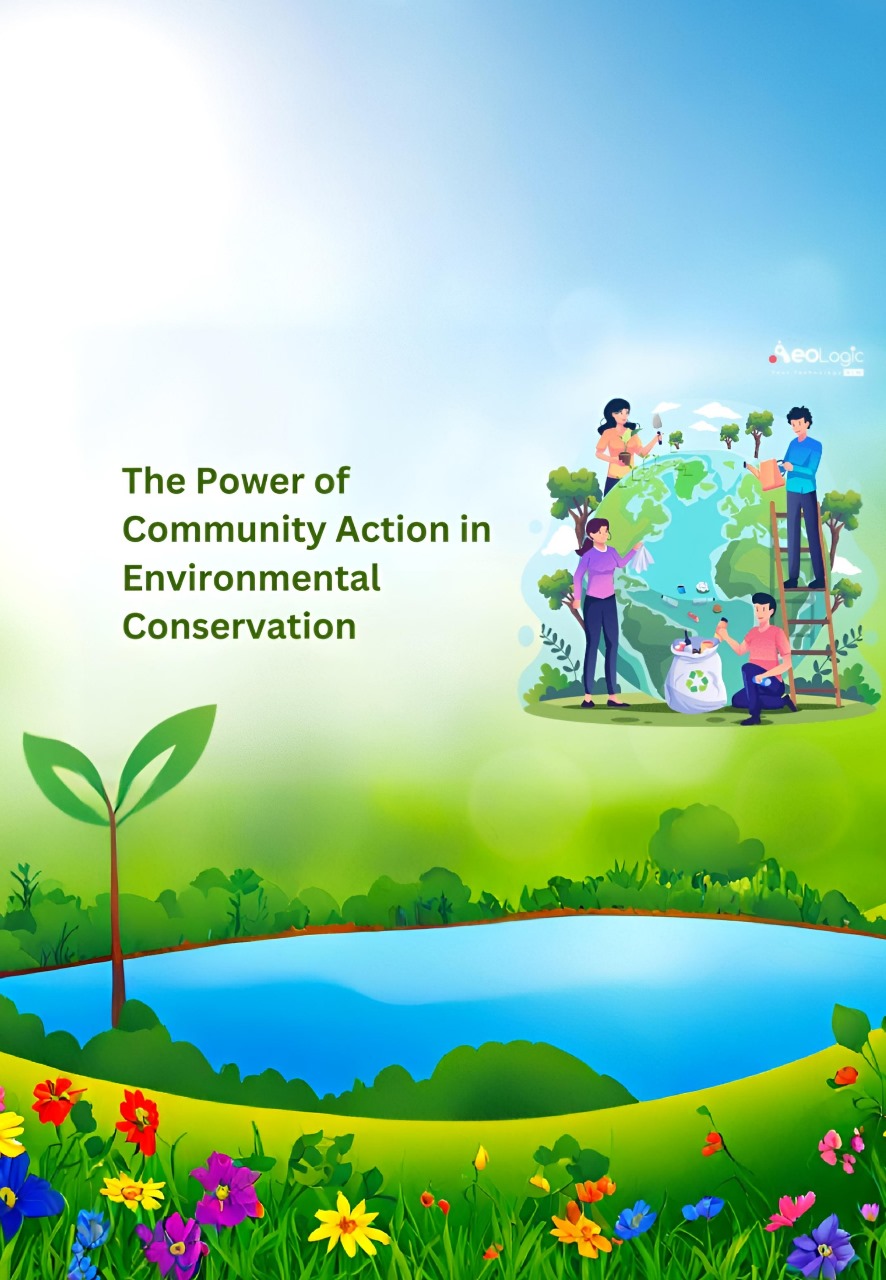 AeoLogic
The Power of
Community Action in
Environmental
Conservation